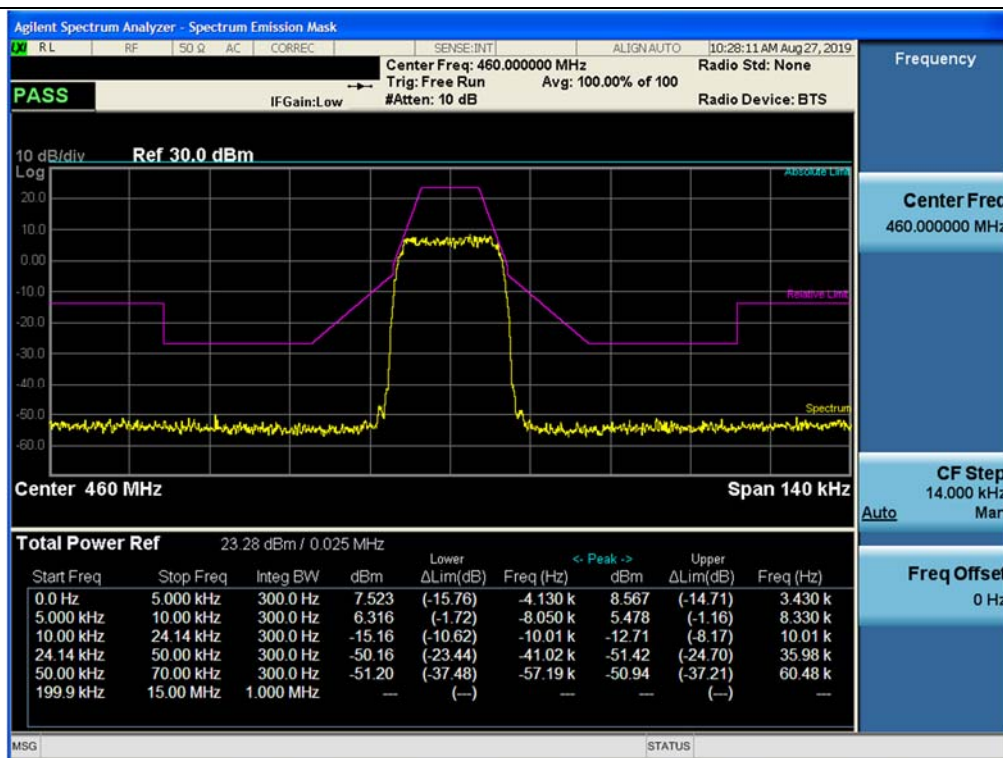 Agilent Spectrum Analyzer - Spectrum Emission Mask
LXI RL RF 50 Ω AC CORREC SENSE:INT ALIGN AUTO 10:28:11 AM Aug 27, 2019
Center Freq: 460.000000 MHz Radio Std: None
Trig: Free Run Avg: 100.00% of 100
PASS IFGain:Low #Atten: 10 dB Radio Device: BTS
Frequency
10 dB/div Ref 30.0 dBm
Log
Absolute Limit
20.0
10.0
0.00
-10.0
Relative Limit
-20.0
-30.0
-40.0
-50.0
Spectrum
-60.0
Center 460 MHz Span 140 kHz
Center Freq
460.000000 MHz
CF Step
14.000 kHz
Auto Man
Freq Offset
0 Hz
Total Power Ref 23.28 dBm / 0.025 MHz
Lower <- Peak -> Upper
Start Freq Stop Freq Integ BW dBm ΔLim(dB) Freq (Hz) dBm ΔLim(dB) Freq (Hz)
0.0 Hz 5.000 kHz 300.0 Hz 7.523 (-15.76) -4.130 k 8.567 (-14.71) 3.430 k
5.000 kHz 10.00 kHz 300.0 Hz 6.316 (-1.72) -8.050 k 5.478 (-1.16) 8.330 k
10.00 kHz 24.14 kHz 300.0 Hz -15.16 (-10.62) -10.01 k -12.71 (-8.17) 10.01 k
24.14 kHz 50.00 kHz 300.0 Hz -50.16 (-23.44) -41.02 k -51.42 (-24.70) 35.98 k
50.00 kHz 70.00 kHz 300.0 Hz -51.20 (-37.48) -57.19 k -50.94 (-37.21) 60.48 k
199.9 kHz 15.00 MHz 1.000 MHz --- (---) --- --- (---) ---
MSG STATUS